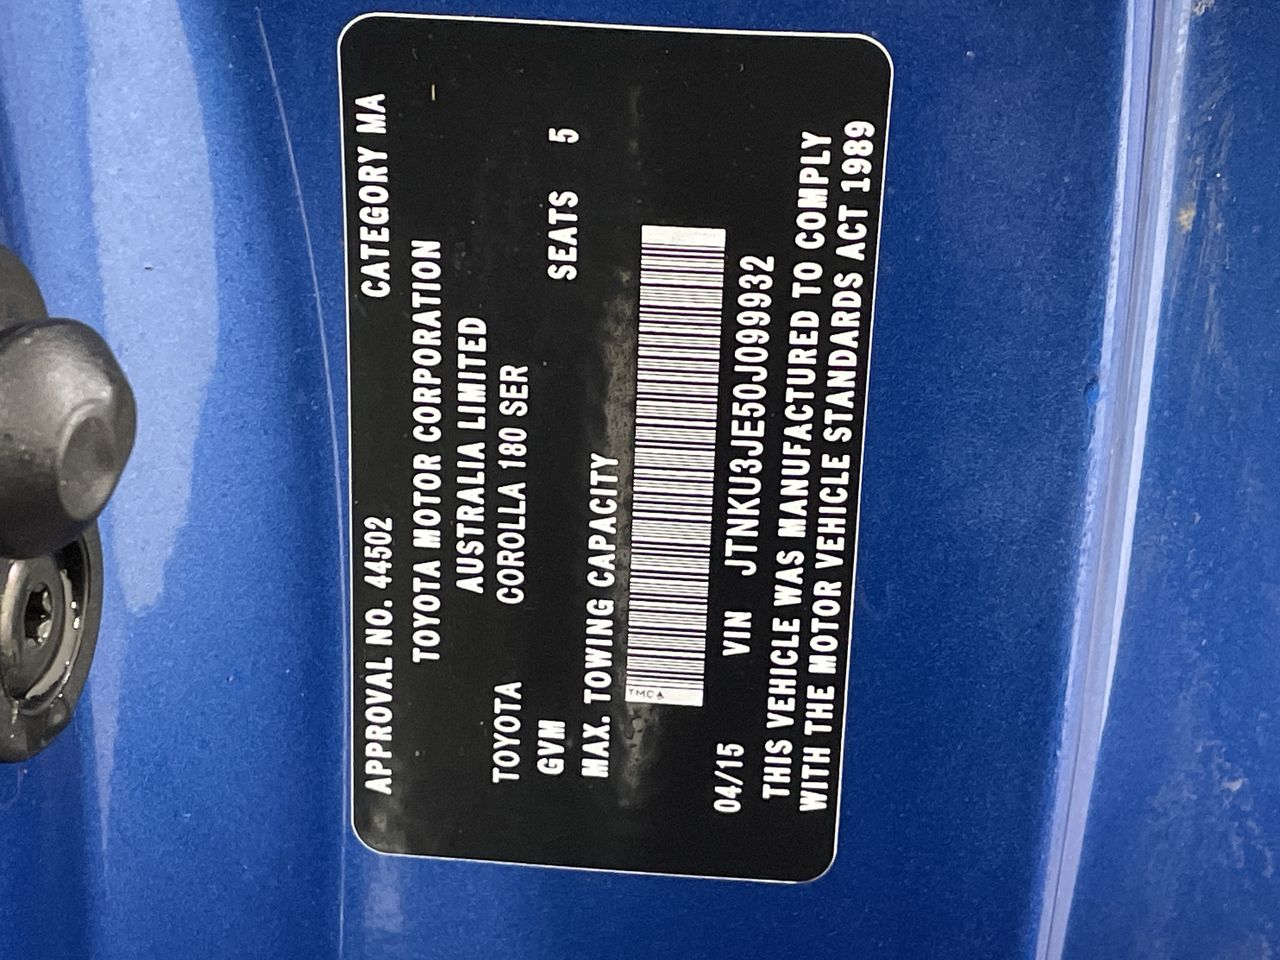 APPROVAL NO. 44502 CATEGORY MA
TOYOTA MOTOR CORPORATION
AUSTRALIA LIMITED
TOYOTA COROLLA 180 SER
GVM SEATS 5
MAX. TOWING CAPACITY
TMCA
04/15 VIN JTNKU3JE50J099932
THIS VEHICLE WAS MANUFACTURED TO COMPLY
WITH THE MOTOR VEHICLE STANDARDS ACT 1989